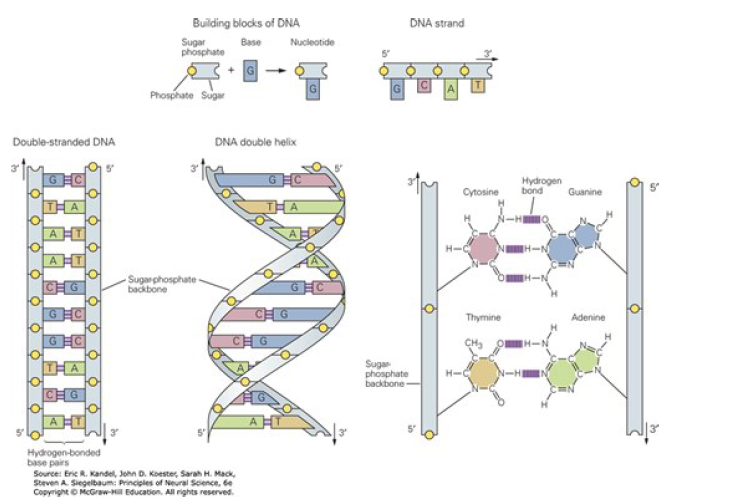 Building blocks of DNA
DNA strand
Sugar
phosphate
Base
Nucleotide
+
G
G
Phosphate
Sugar
5′
3′
G
C
A
T
Double-stranded DNA
3′
5′
G C
T A
A T
A T
C G
G C
G C
T A
C G
A T
5′
3′
Hydrogen-bonded
base pairs
DNA double helix
3′
5′
G C
T A
A T
A
G C
C G
C G
A
G
A T
5′
3′
Sugar-phosphate
backbone
3′
5′
Cytosine
Hydrogen
bond
Guanine
H
H
N
H
O
N
H
C
C
C
C
H
C
N
H
N
C
C
N
H
C
N
C
N
C
O
H
N
H
H
Thymine
Adenine
CH3
O
H
N
H
N
H
C
C
C
C
C
H
C
N
H
N
C
C
N
N
C
C
N
O
H
Sugar-
phosphate
backbone
5′
3′
Source: Eric R. Kandel, John D. Koester, Sarah H. Mack,
Steven A. Siegelbaum: Principles of Neural Science, 6e
Copyright © McGraw-Hill Education. All rights reserved.